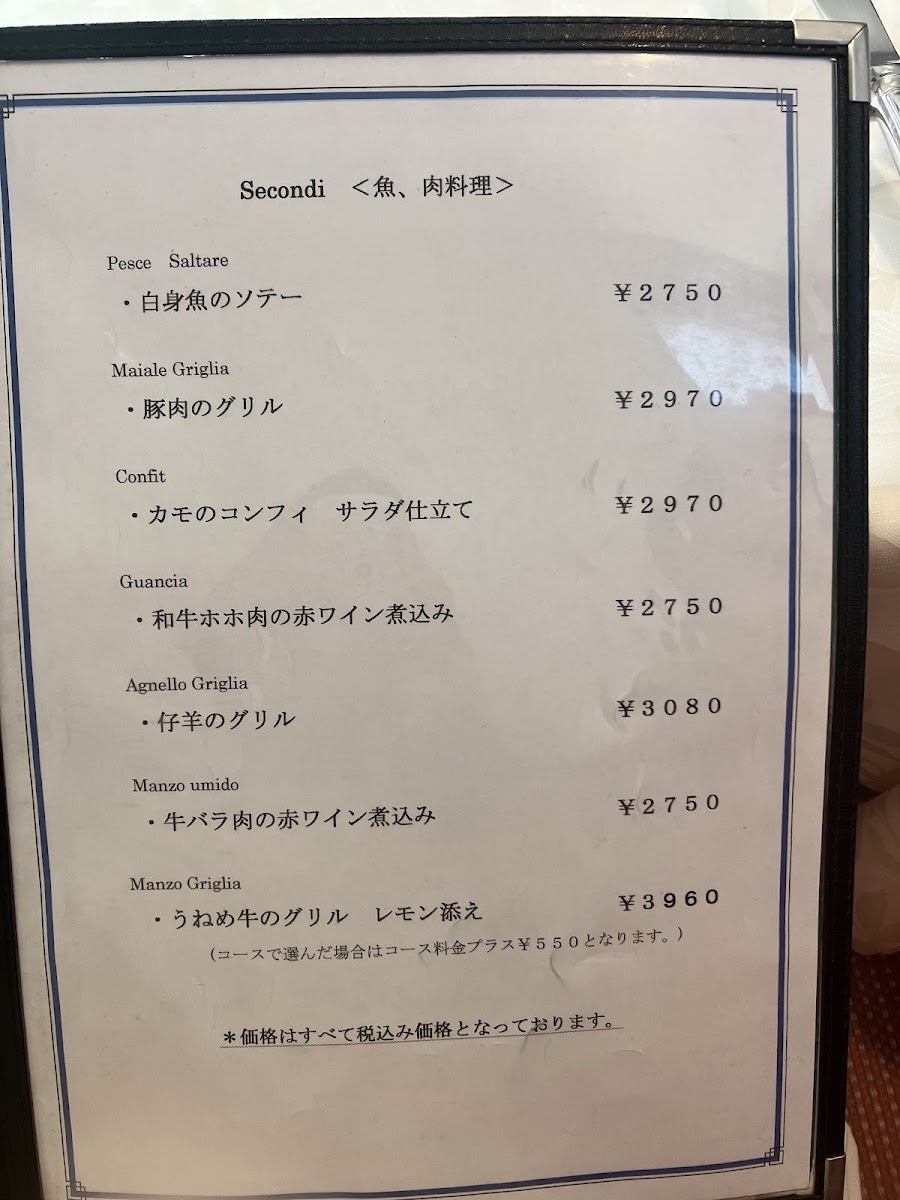 Secondi ＜魚、肉料理＞
Pesce Saltare
・白身魚のソテー ￥２７５０
Maiale Griglia
・豚肉のグリル ￥２９７０
Confit
・カモのコンフィ　サラダ仕立て ￥２９７０
Guancia
・和牛ホホ肉の赤ワイン煮込み ￥２７５０
Agnello Griglia
・仔羊のグリル ￥３０８０
Manzo umido
・牛バラ肉の赤ワイン煮込み ￥２７５０
Manzo Griglia
・うねめ牛のグリル　レモン添え ￥３９６０
（コースで選んだ場合はコース料金プラス￥５５０となります。）
＊価格はすべて税込み価格となっております。